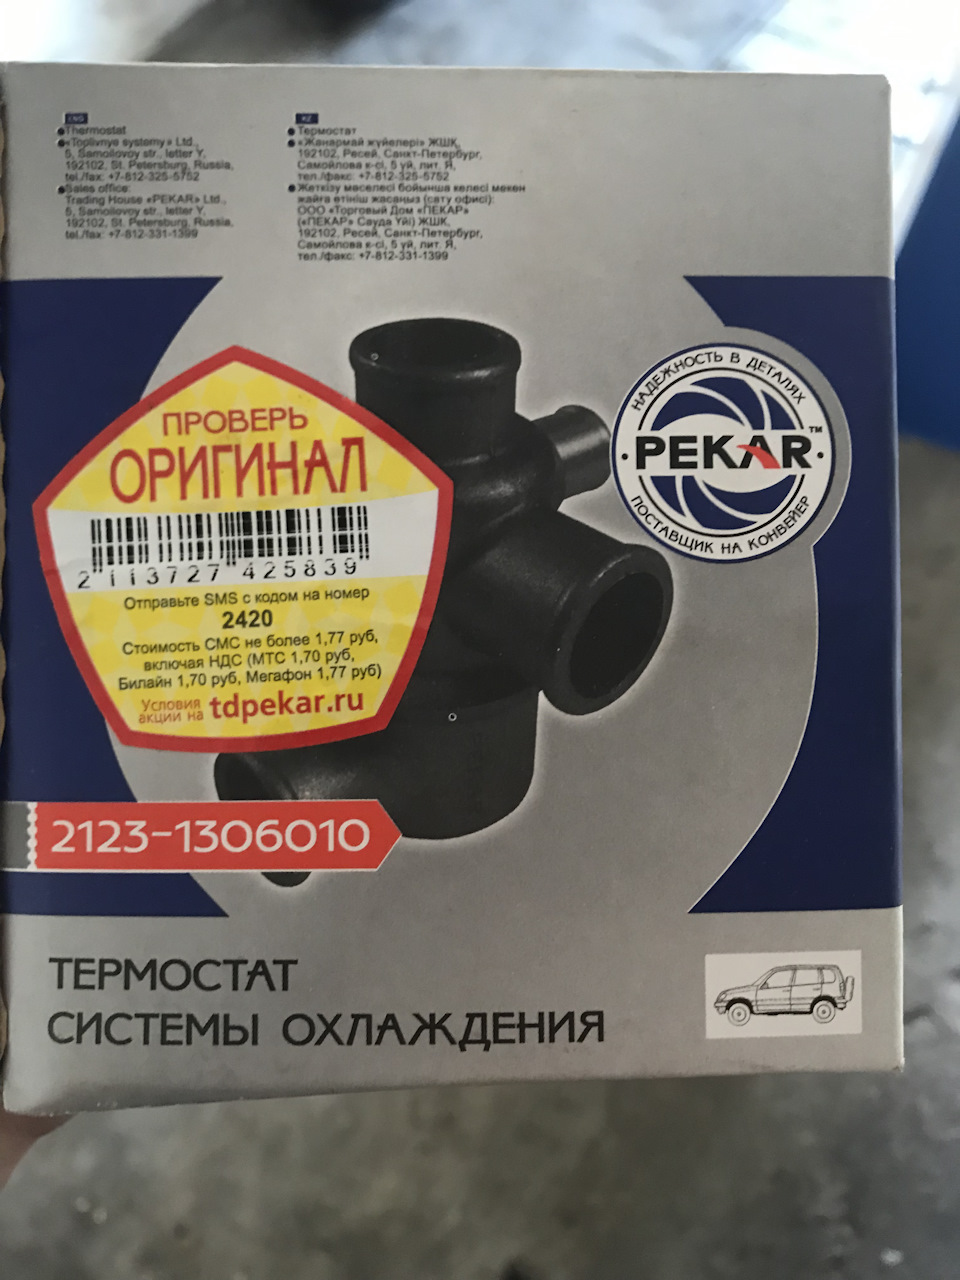 ENG
Thermostat
«Toplivnye systemy» Ltd.,
5, Samoilovoy str., letter Y,
192102, St. Petersburg, Russia,
tel./fax: +7-812-325-5752
Sales office:
Trading House «PEKAR» Ltd.,
5, Samoilovoy str., letter Y,
192102, St. Petersburg, Russia,
tel./fax: +7-812-331-1399
KZ
Термостат
«Жанармай жүйелері» ЖШК,
192102, Ресей, Санкт-Петербург,
Самойлова к-сі, 5 үй, лит. Я,
тел./факс: +7-812-325-5752
Жеткізу мәселесі бойынша келесі мекен
жайға өтініш жасаңыз (сату офисі):
ООО «Торговый Дом «ПЕКАР»
(«ПЕКАР» Сауда Үйі) ЖШК,
192102, Ресей, Санкт-Петербург,
Самойлова к-сі, 5 үй, лит. Я,
тел./факс: +7-812-331-1399
НАДЕЖНОСТЬ В ДЕТАЛЯХ
PEKAR™
ПОСТАВЩИК НА КОНВЕЙЕР
ПРОВЕРЬ
ОРИГИНАЛ
2113727425839
Отправьте SMS с кодом на номер
2420
Стоимость СМС не более 1,77 руб,
включая НДС (МТС 1,70 руб,
Билайн 1,70 руб, Мегафон 1,77 руб)
Условия
акции на tdpekar.ru
2123-1306010
ТЕРМОСТАТ
СИСТЕМЫ ОХЛАЖДЕНИЯ